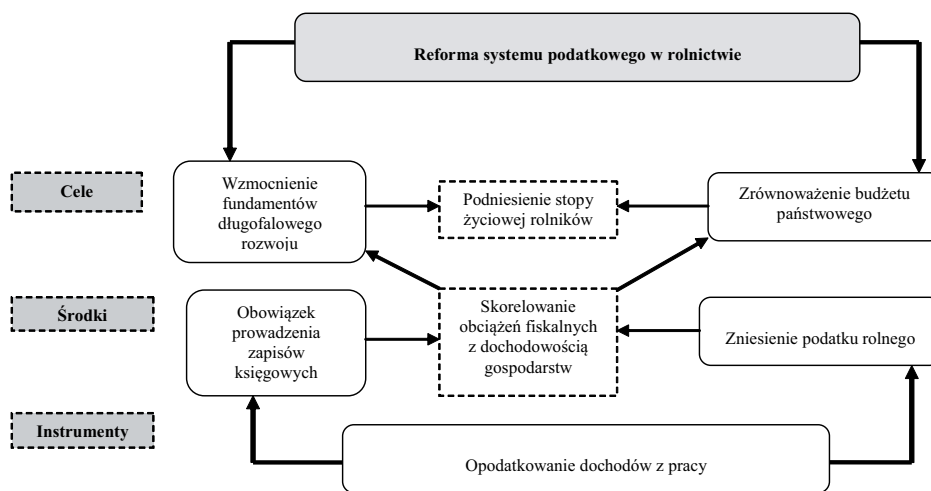 Reforma systemu podatkowego w rolnictwie
Cele
Wzmocnienie
fundamentów
długofalowego
rozwoju
Podniesienie stopy
życiowej rolników
Zrównoważenie budżetu
państwowego
Środki
Obowiązek
prowadzenia
zapisów
księgowych
Skorelowanie
obciążeń fiskalnych
z dochodowością
gospodarstw
Zniesienie podatku rolnego
Instrumenty
Opodatkowanie dochodów z pracy